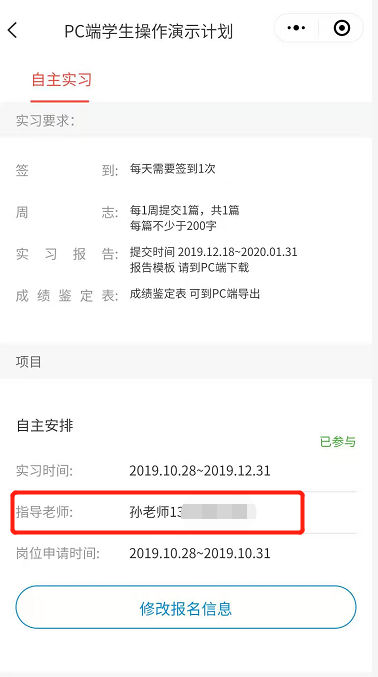 PC端学生操作演示计划
自主实习
实习要求:
签到: 每天需要签到1次
周志: 每1周提交1篇，共1篇
每篇不少于200字
实习报告: 提交时间 2019.12.18~2020.01.31
报告模板 请到PC端下载
成绩鉴定表: 成绩鉴定表 可到PC端导出
项目
自主安排
已参与
实习时间: 2019.10.28~2019.12.31
指导老师: 孙老师13
岗位申请时间: 2019.10.28~2019.10.31
修改报名信息